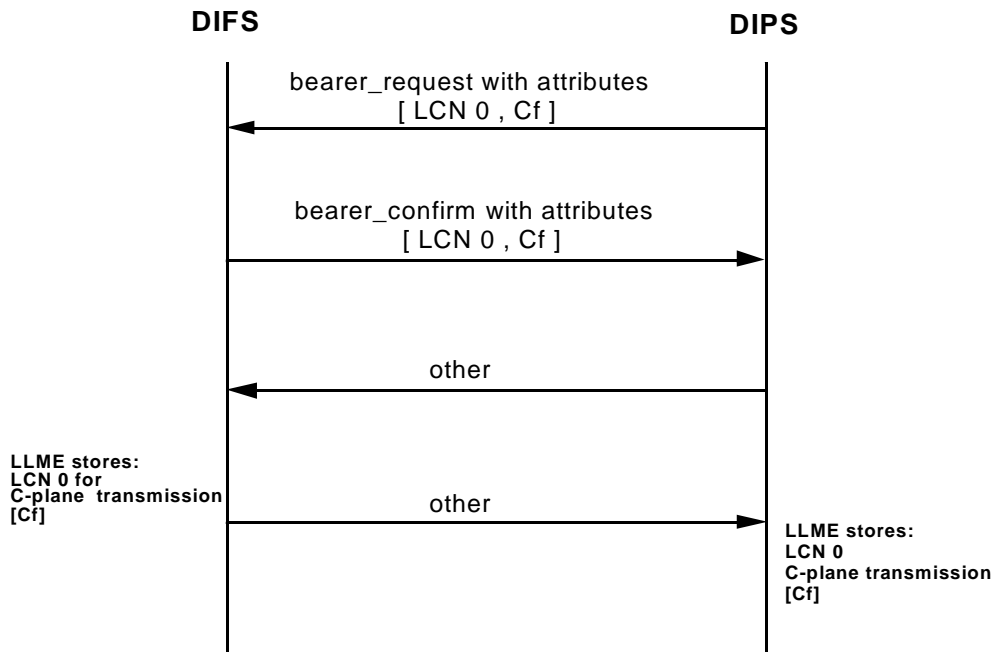 DIFS
DIPS
bearer_request with attributes
[ LCN 0 , Cf ]
bearer_confirm with attributes
[ LCN 0 , Cf ]
other
LLME stores:
LCN 0 for
C-plane transmission
[Cf]
other
LLME stores:
LCN 0
C-plane transmission
[Cf]